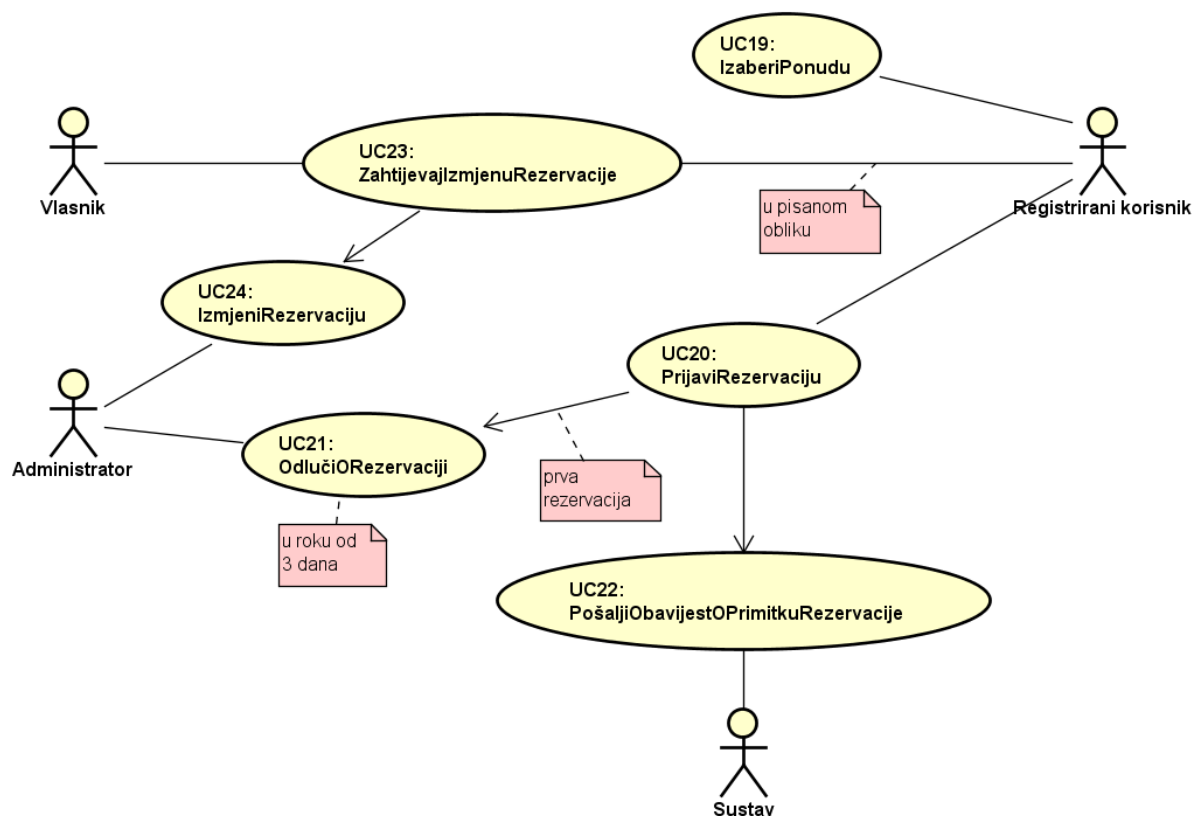 UC19:
IzaberiPonudu
UC23:
ZahtijevajIzmjenuRezervacije
Vlasnik
u pisanom
obliku
Registrirani korisnik
UC24:
IzmjeniRezervaciju
UC20:
PrijaviRezervaciju
Administrator
UC21:
OdlučiORezervaciji
prva
rezervacija
u roku od
3 dana
UC22:
PošaljiObavijestOPrimitkuRezervacije
Sustav